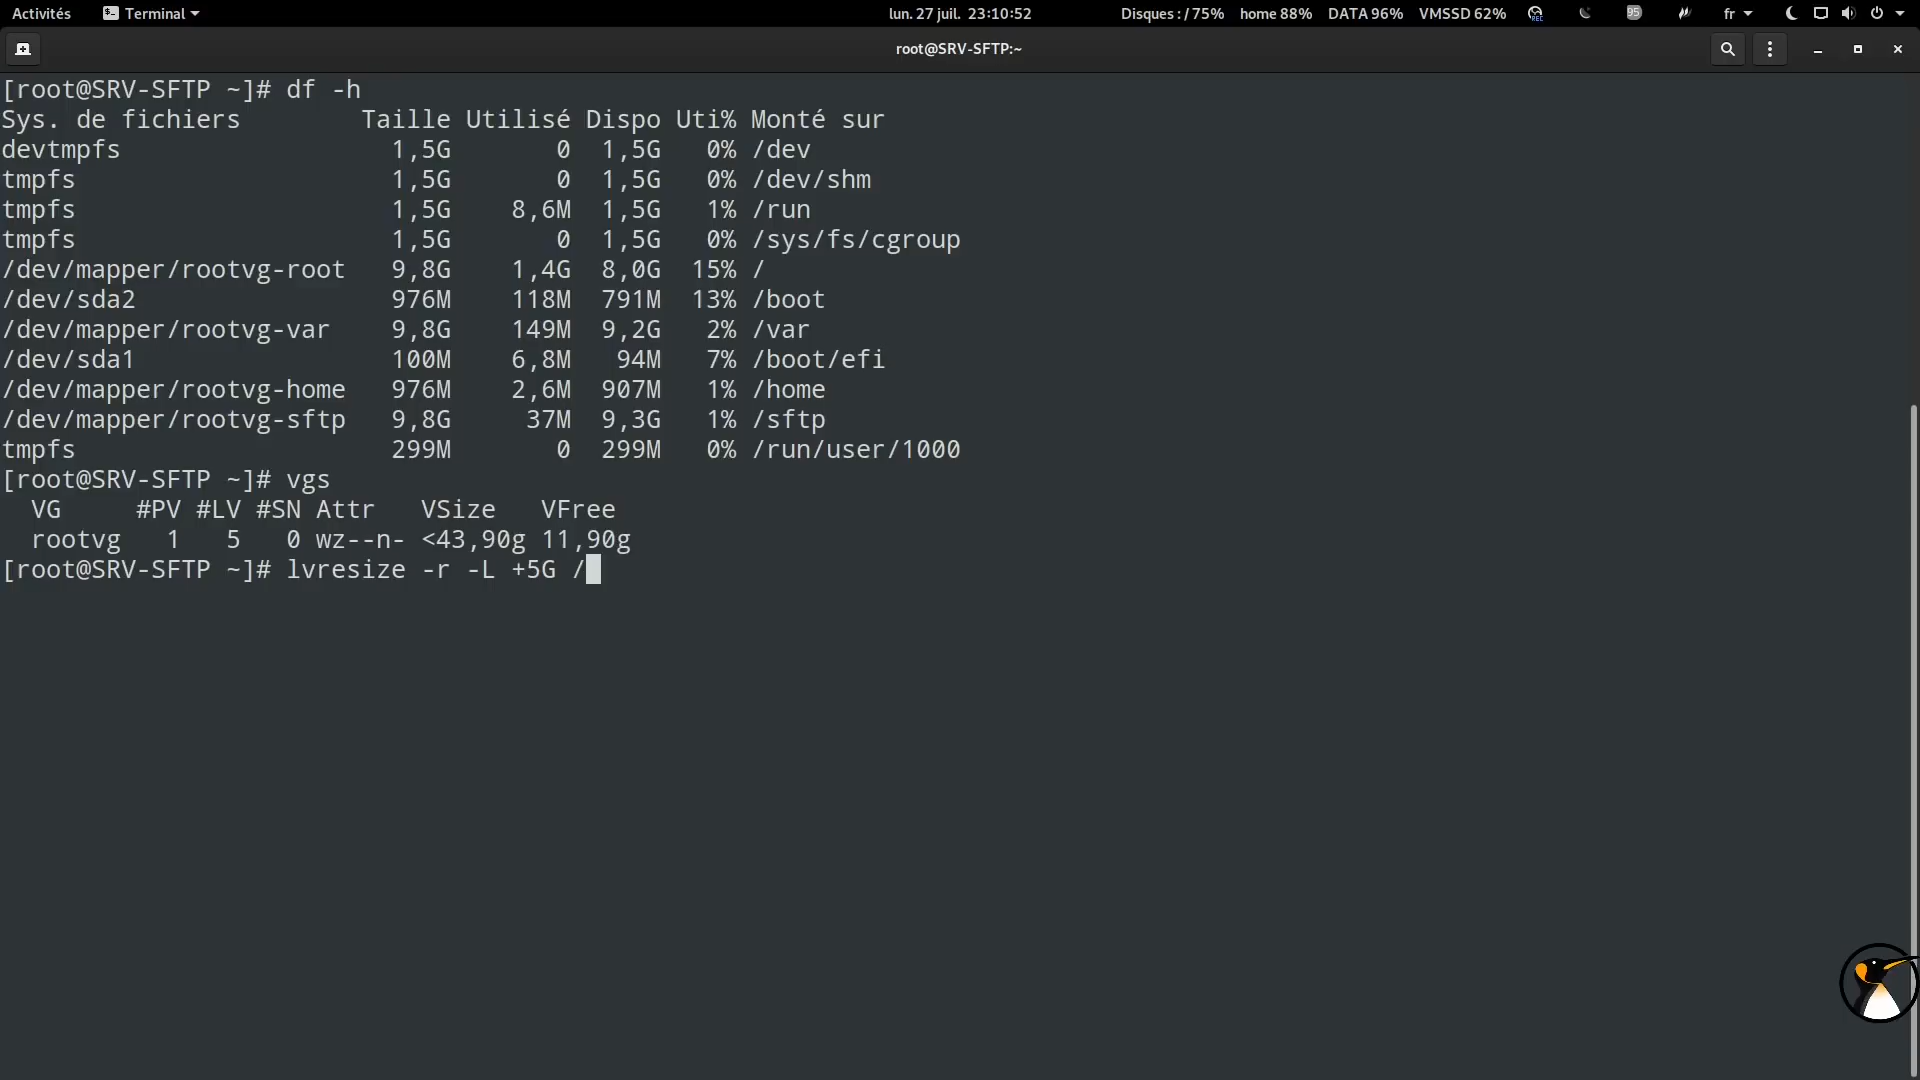 Activités Terminal lun. 27 juil. 23:10:52 Disques : / 75% home 88% DATA 96% VMSSD 62% REC 95 fr
root@SRV-SFTP:~
[root@SRV-SFTP ~]# df -h
Sys. de fichiers Taille Utilisé Dispo Uti% Monté sur
devtmpfs 1,5G 0 1,5G 0% /dev
tmpfs 1,5G 0 1,5G 0% /dev/shm
tmpfs 1,5G 8,6M 1,5G 1% /run
tmpfs 1,5G 0 1,5G 0% /sys/fs/cgroup
/dev/mapper/rootvg-root 9,8G 1,4G 8,0G 15% /
/dev/sda2 976M 118M 791M 13% /boot
/dev/mapper/rootvg-var 9,8G 149M 9,2G 2% /var
/dev/sda1 100M 6,8M 94M 7% /boot/efi
/dev/mapper/rootvg-home 976M 2,6M 907M 1% /home
/dev/mapper/rootvg-sftp 9,8G 37M 9,3G 1% /sftp
tmpfs 299M 0 299M 0% /run/user/1000
[root@SRV-SFTP ~]# vgs
VG #PV #LV #SN Attr VSize VFree
rootvg 1 5 0 wz--n- <43,90g 11,90g
[root@SRV-SFTP ~]# lvresize -r -L +5G /